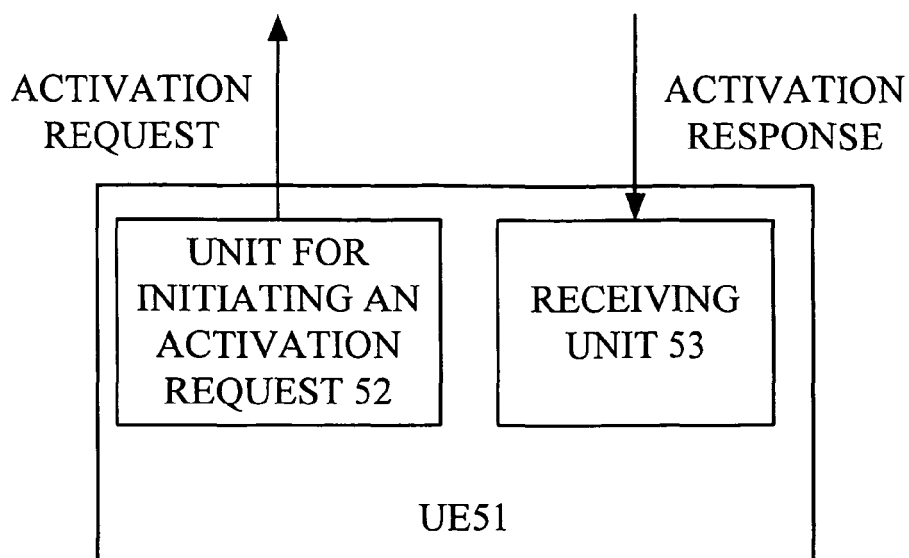 ACTIVATION
REQUEST
ACTIVATION
RESPONSE
UNIT FOR
INITIATING AN
ACTIVATION
REQUEST 52
RECEIVING
UNIT 53
UE51